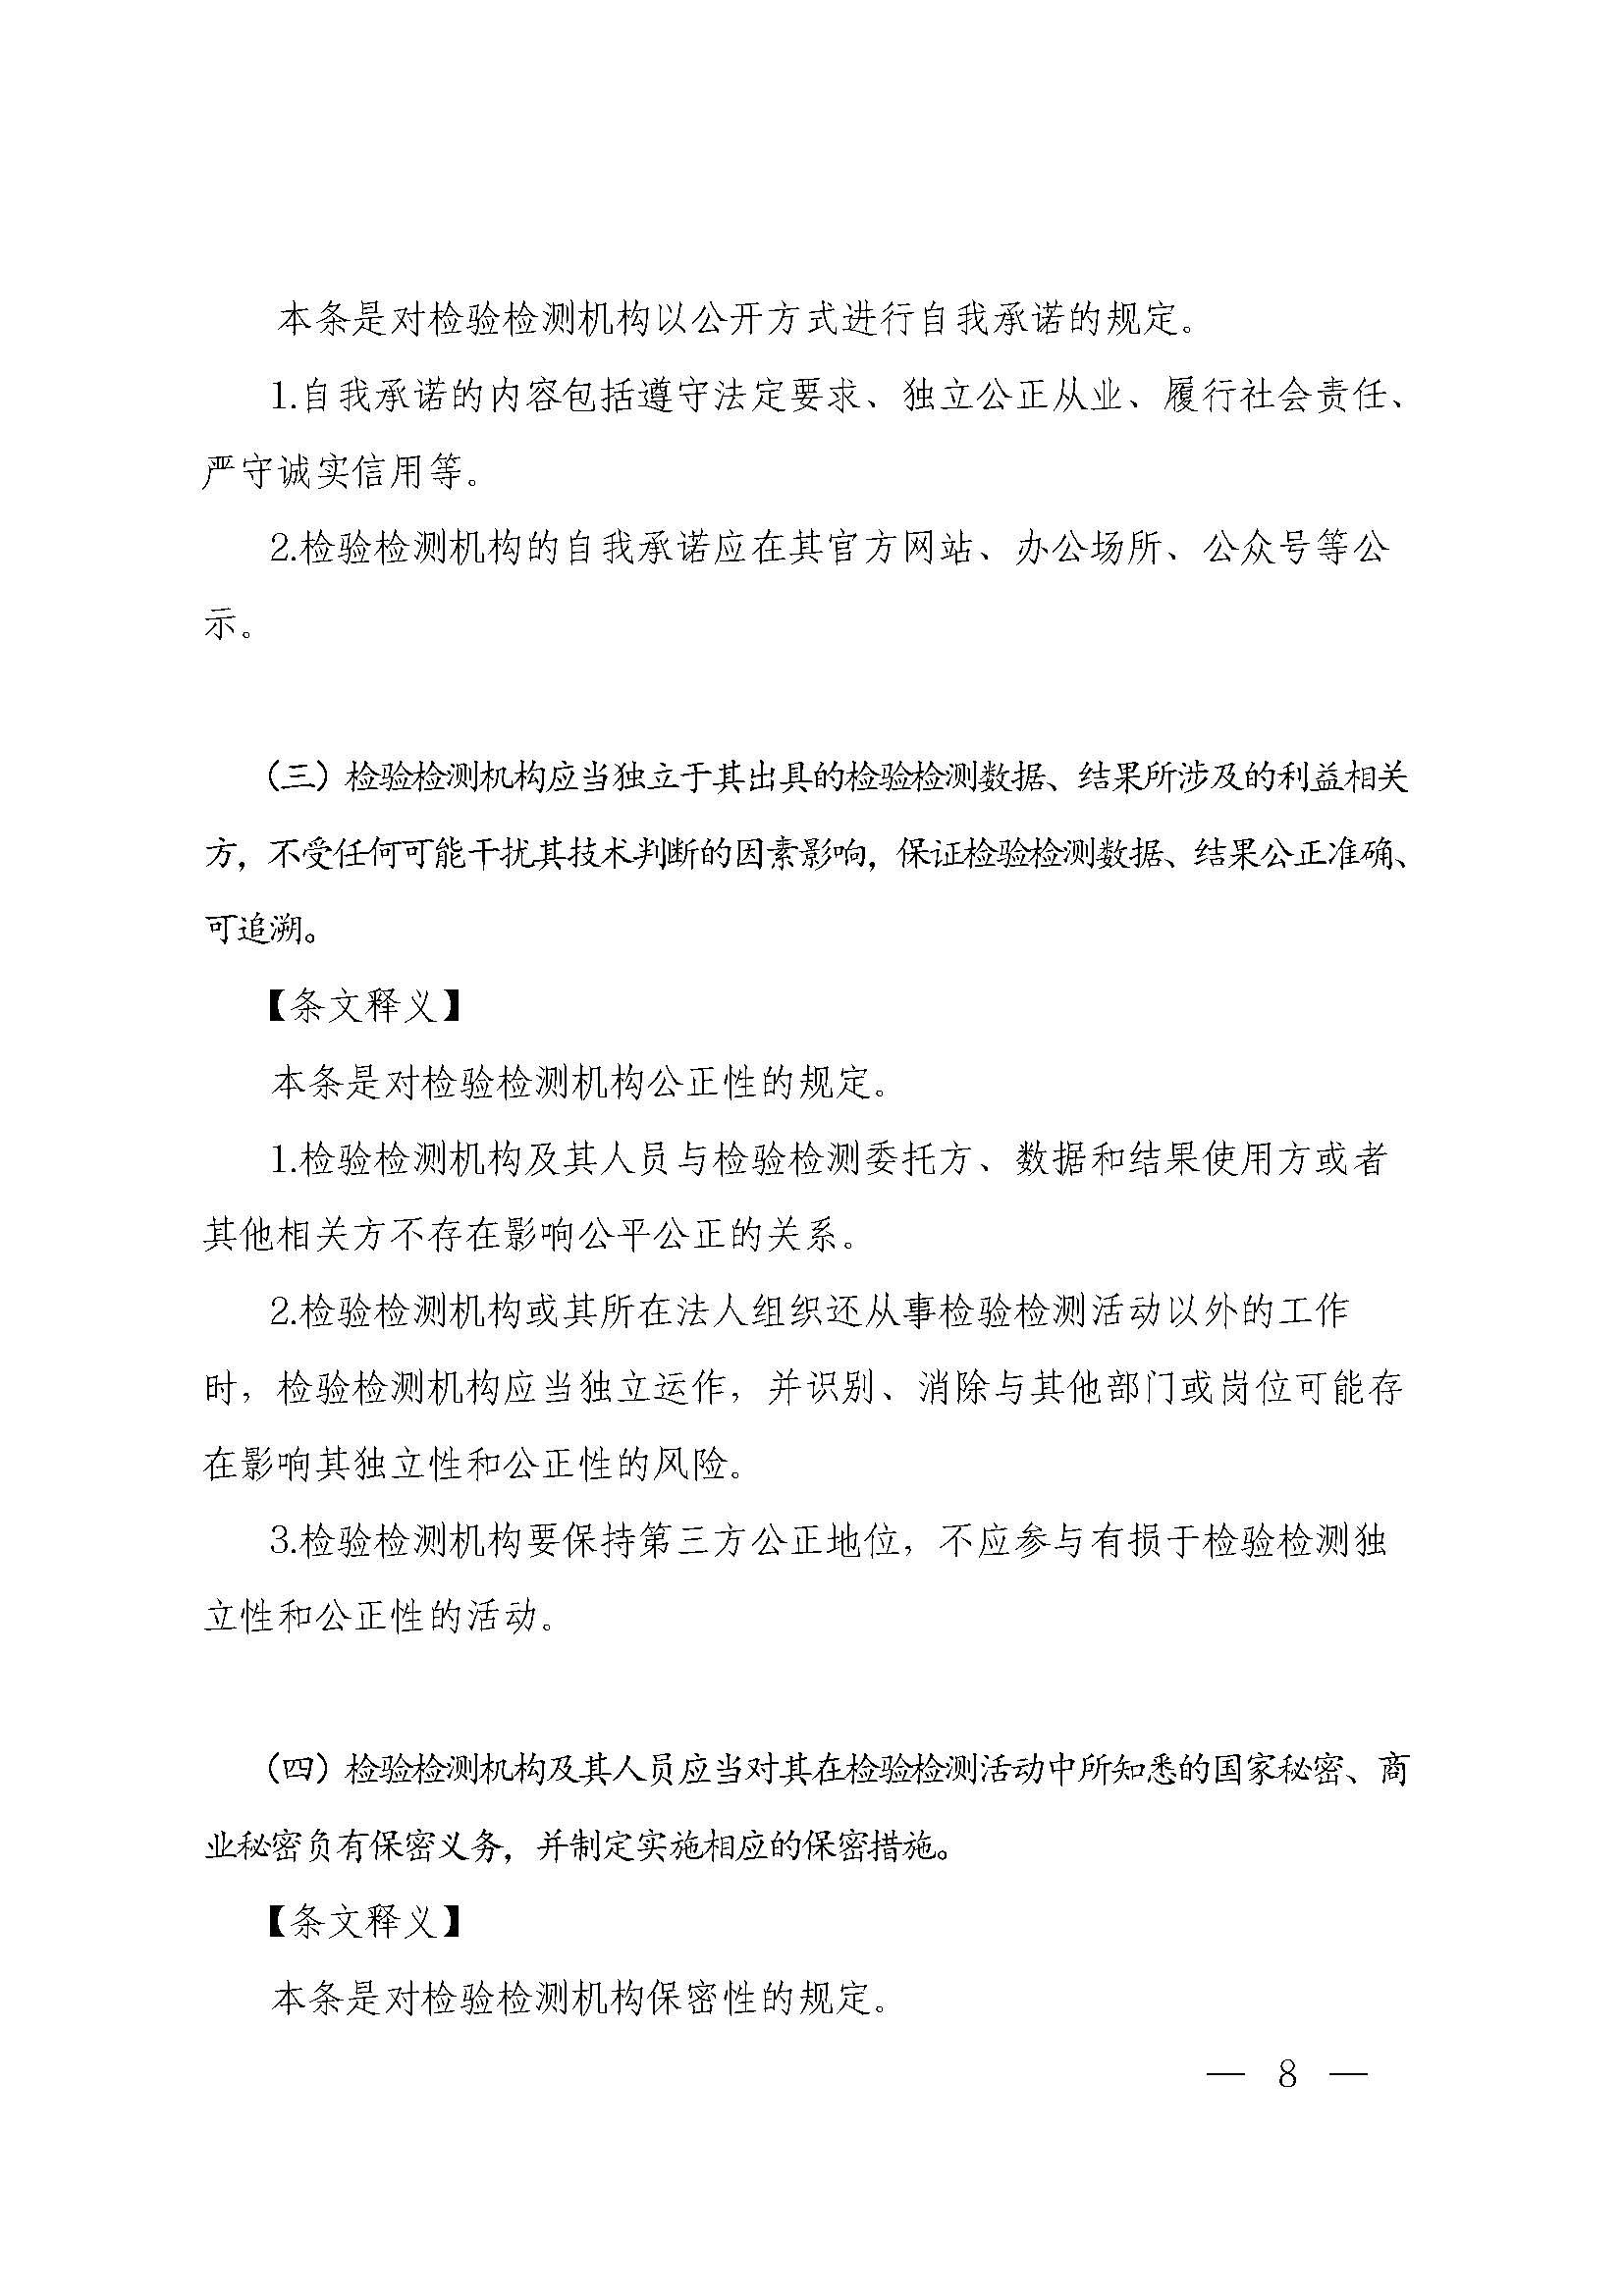 本条是对检验检测机构以公开方式进行自我承诺的规定。
1.自我承诺的内容包括遵守法定要求、独立公正从业、履行社会责任、
严守诚实信用等。
2.检验检测机构的自我承诺应在其官方网站、办公场所、公众号等公
示。
（三）检验检测机构应当独立于其出具的检验检测数据、结果所涉及的利益相关
方，不受任何可能干扰其技术判断的因素影响，保证检验检测数据、结果公正准确、
可追溯。
【条文释义】
本条是对检验检测机构公正性的规定。
1.检验检测机构及其人员与检验检测委托方、数据和结果使用方或者
其他相关方不存在影响公平公正的关系。
2.检验检测机构或其所在法人组织还从事检验检测活动以外的工作
时，检验检测机构应当独立运作，并识别、消除与其他部门或岗位可能存
在影响其独立性和公正性的风险。
3.检验检测机构要保持第三方公正地位，不应参与有损于检验检测独
立性和公正性的活动。
（四）检验检测机构及其人员应当对其在检验检测活动中所知悉的国家秘密、商
业秘密负有保密义务，并制定实施相应的保密措施。
【条文释义】
本条是对检验检测机构保密性的规定。
— 8 —